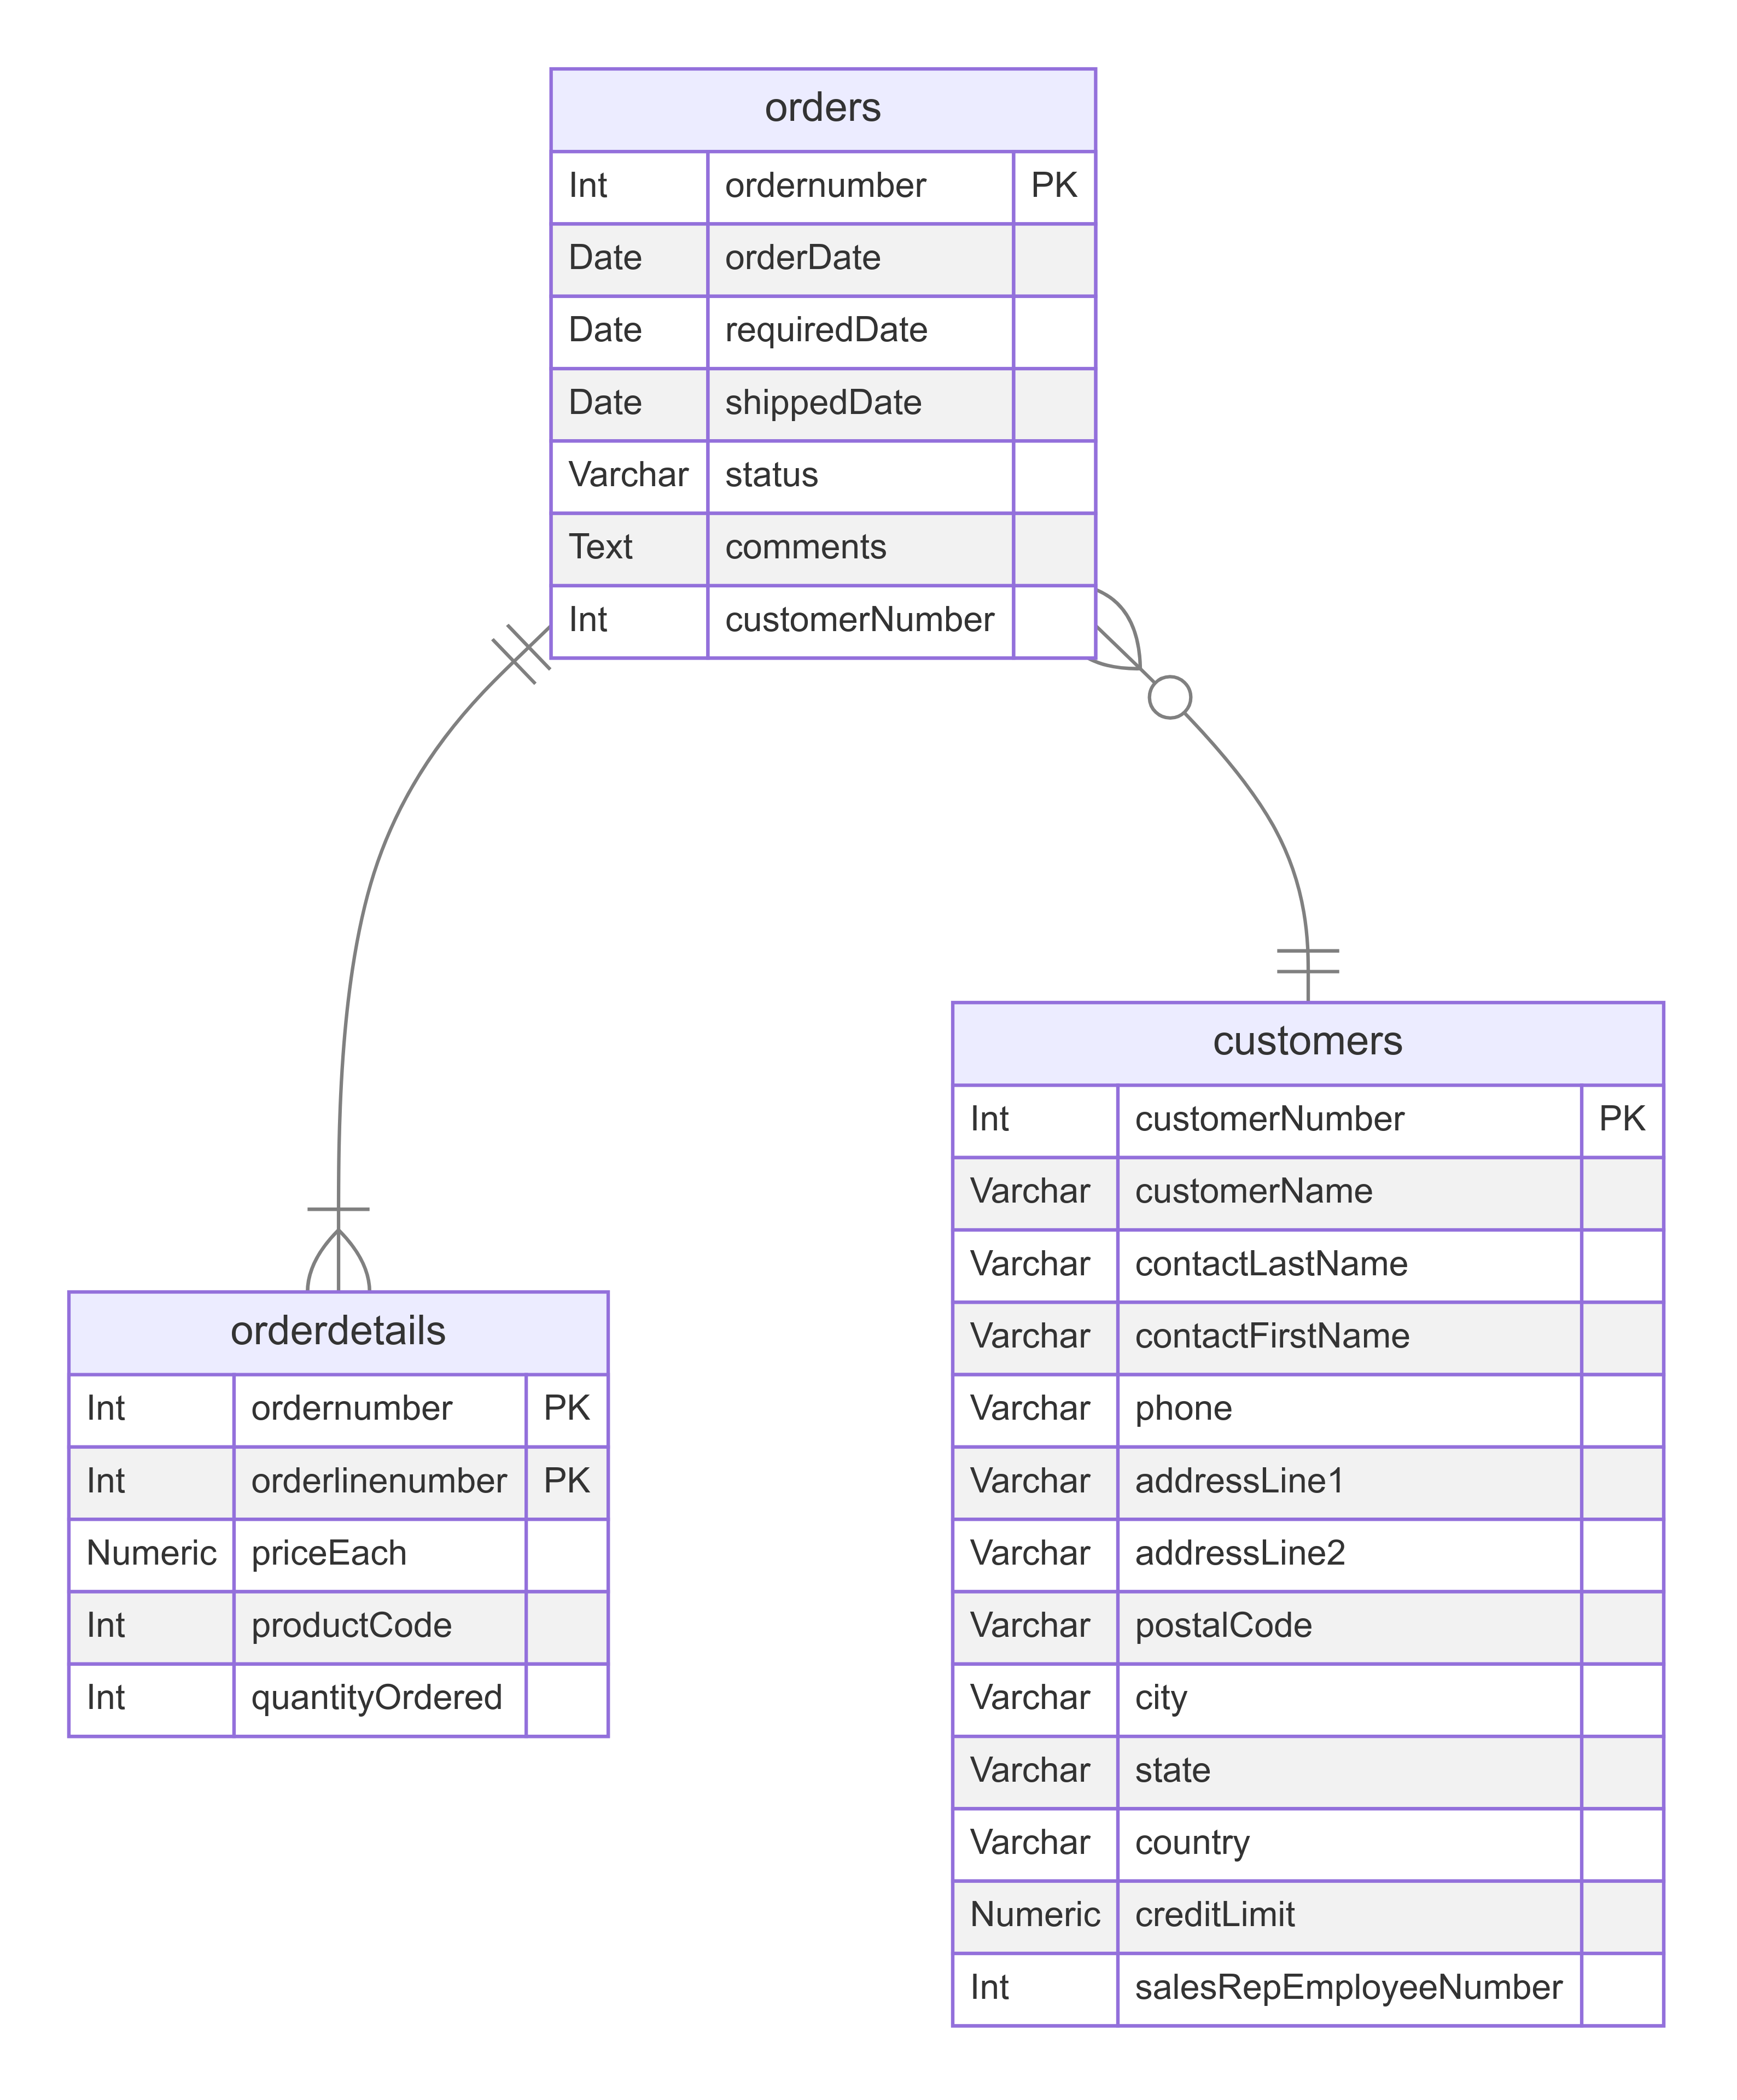 orders
Int ordernumber PK
Date orderDate
Date requiredDate
Date shippedDate
Varchar status
Text comments
Int customerNumber
customers
Int customerNumber PK
Varchar customerName
Varchar contactLastName
Varchar contactFirstName
Varchar phone
Varchar addressLine1
Varchar addressLine2
Varchar postalCode
Varchar city
Varchar state
Varchar country
Numeric creditLimit
Int salesRepEmployeeNumber
orderdetails
Int ordernumber PK
Int orderlinenumber PK
Numeric priceEach
Int productCode
Int quantityOrdered